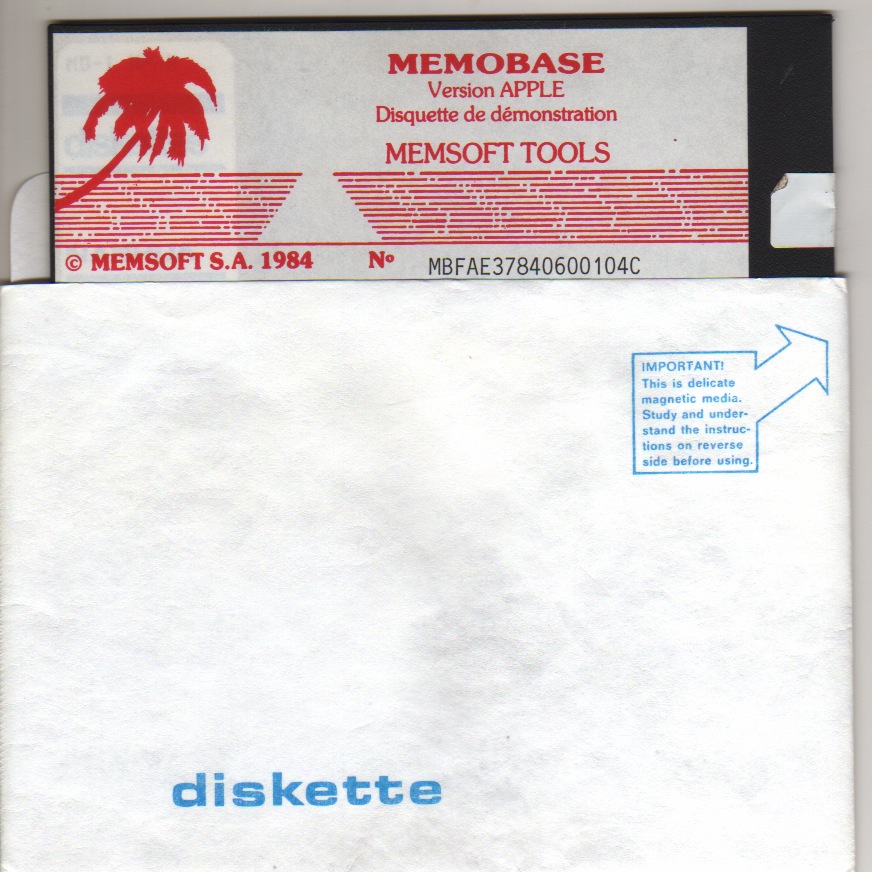 MEMOBASE
Version APPLE
Disquette de démonstration
MEMSOFT TOOLS
© MEMSOFT S.A. 1984 Nº MBFAE37840600104C
IMPORTANT!
This is delicate
magnetic media.
Study and under-
stand the instruc-
tions on reverse
side before using.
diskette